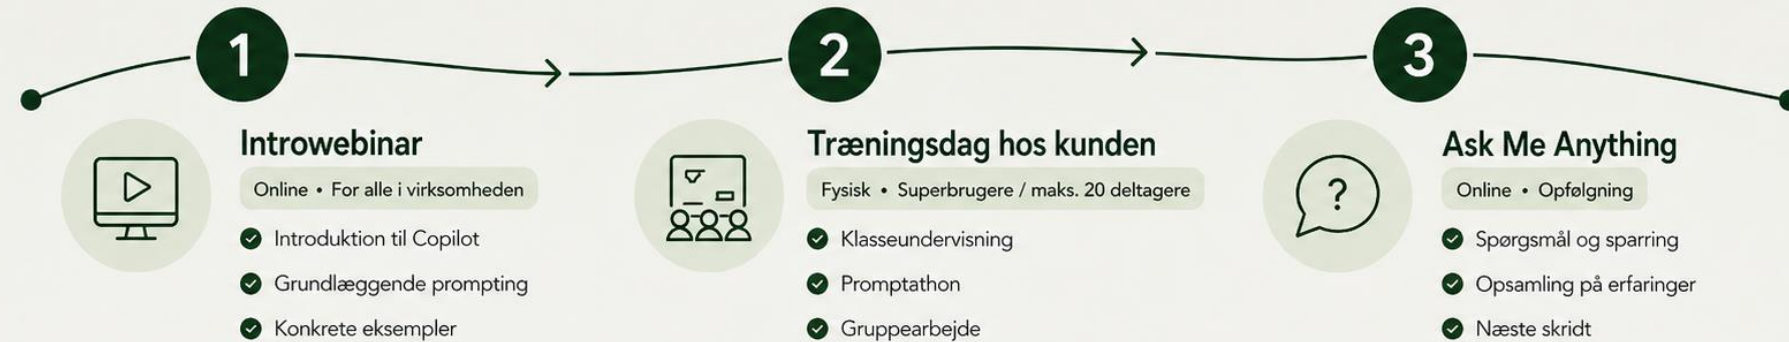 1
Introwebinar
Online • For alle i virksomheden
Introduktion til Copilot
Grundlæggende prompting
Konkrete eksempler
2
Træningsdag hos kunden
Fysisk • Superbrugere / maks. 20 deltagere
Klasseundervisning
Promptathon
Gruppearbejde
3
Ask Me Anything
?
Online • Opfølgning
Spørgsmål og sparring
Opsamling på erfaringer
Næste skridt